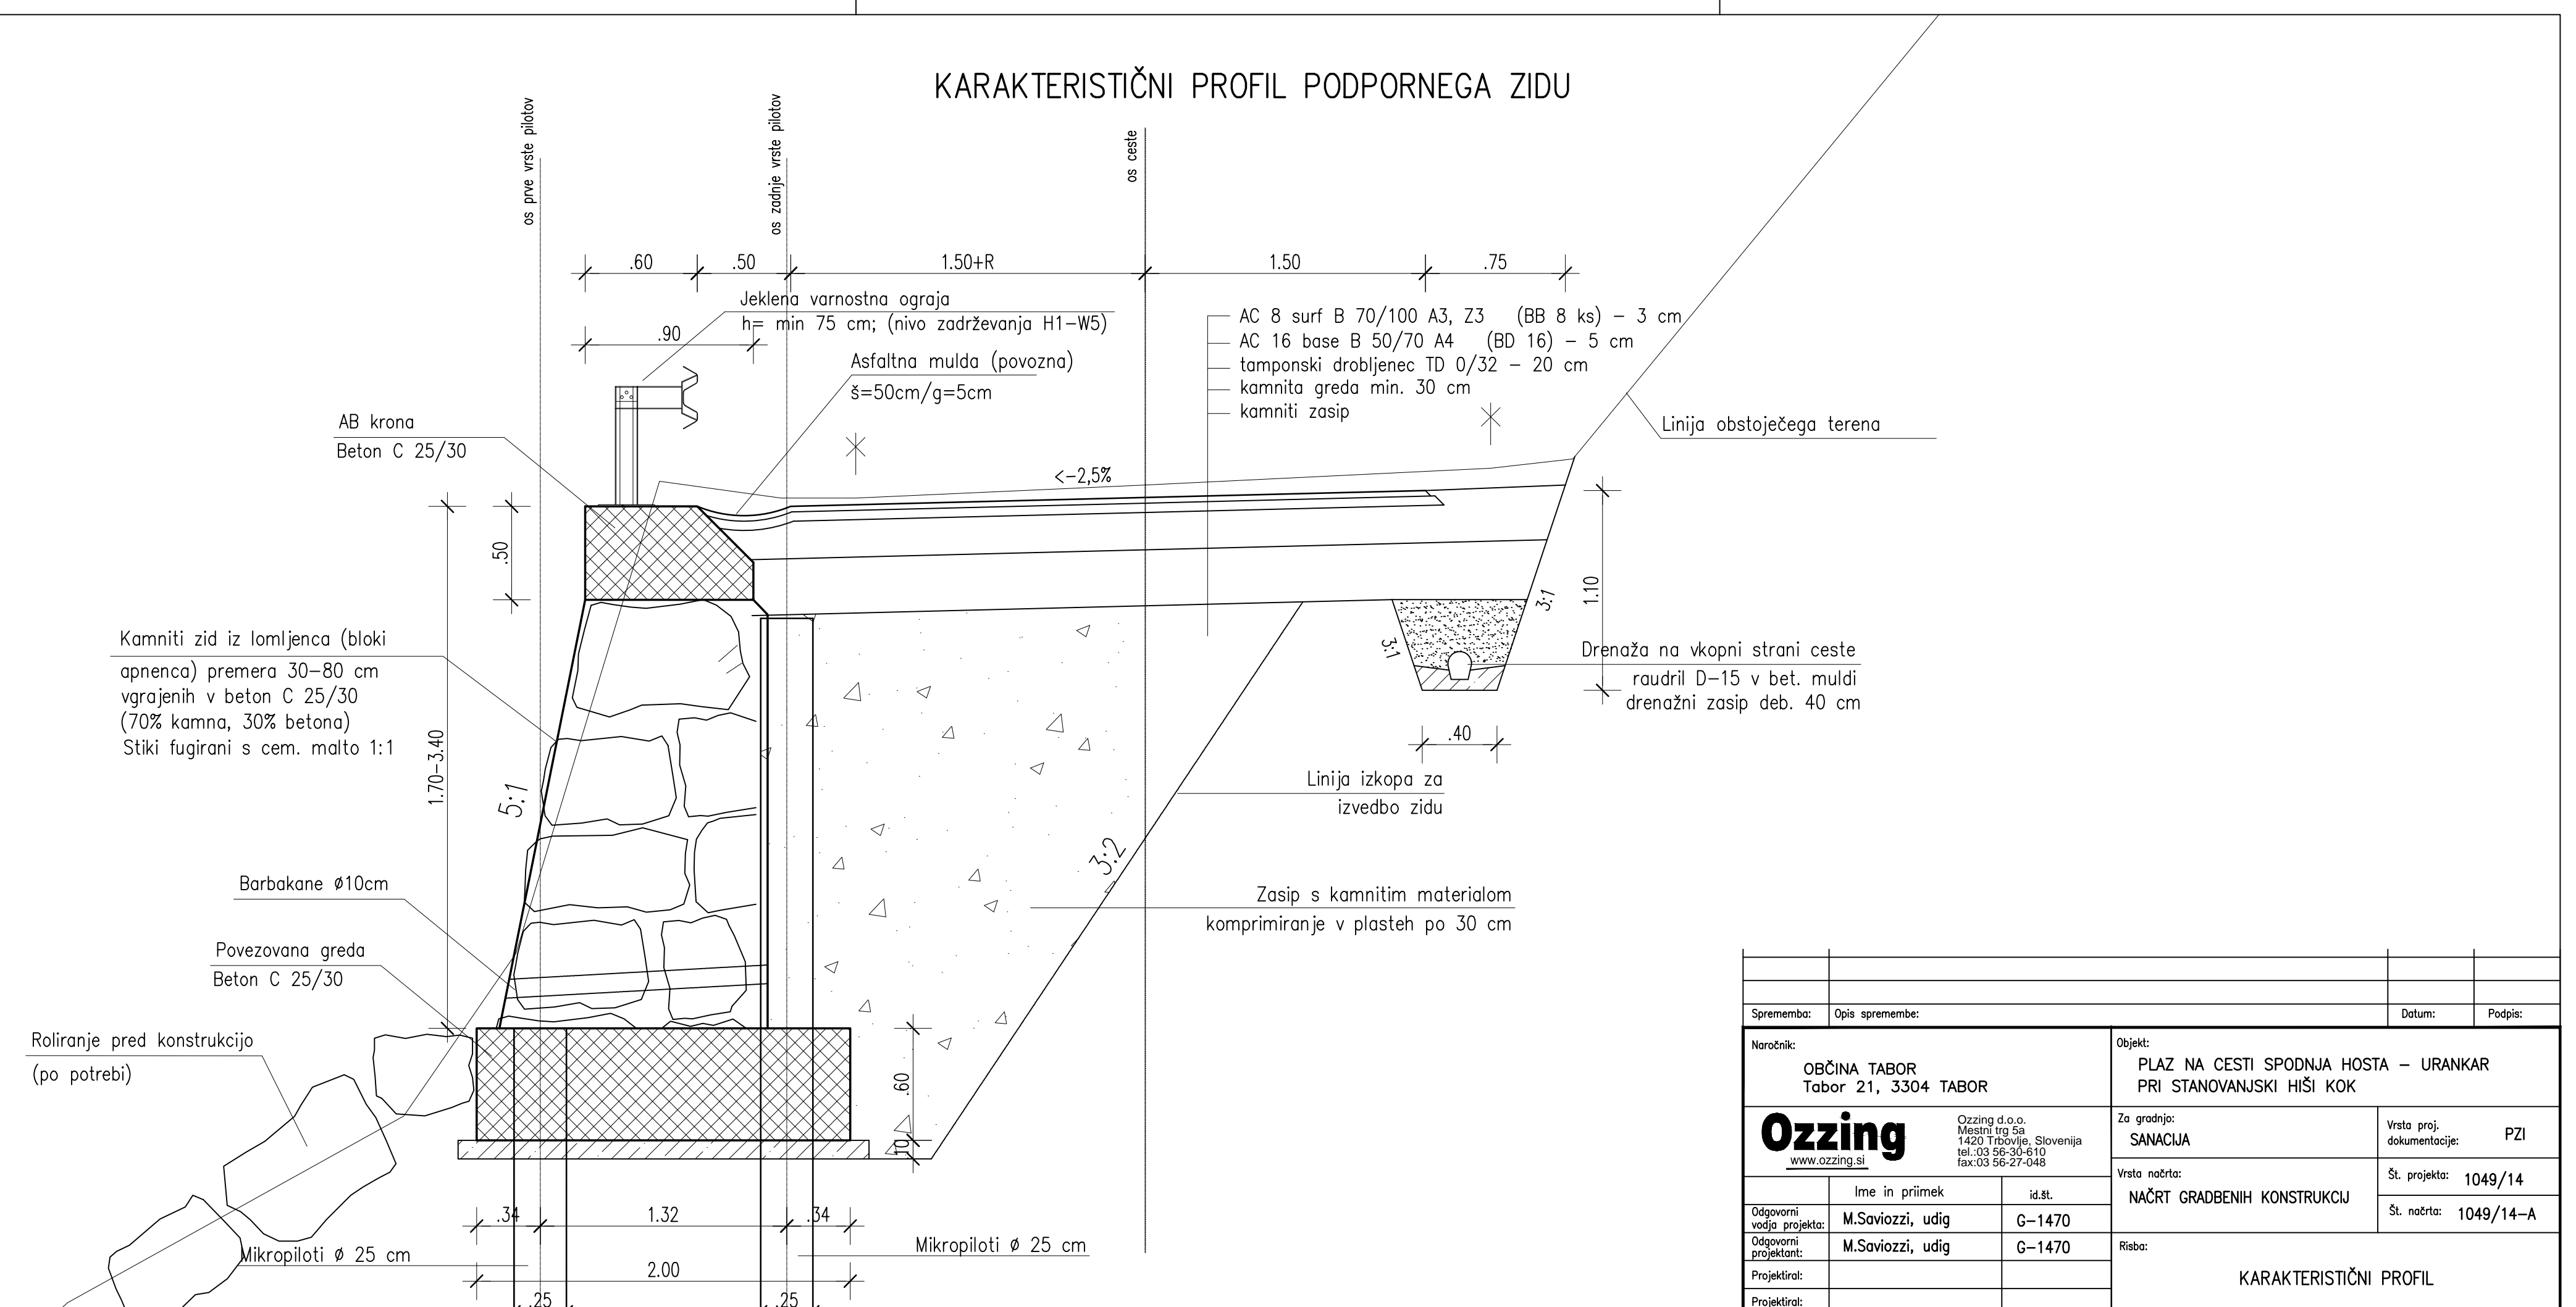 KARAKTERISTIČNI PROFIL PODPORNEGA ZIDU
os prve vrste pilotov
os zadnje vrste pilotov
os ceste
.60
.50
1.50+R
1.50
.75
Jeklena varnostna ograja
h= min 75 cm; (nivo zadrževanja H1-W5)
.90
Asfaltna mulda (povozna)
š=50cm/g=5cm
AC 8 surf B 70/100 A3, Z3 (BB 8 ks) - 3 cm
AC 16 base B 50/70 A4 (BD 16) - 5 cm
tamponski drobljenec TD 0/32 - 20 cm
kamnita greda min. 30 cm
kamniti zasip
Linija obstoječega terena
AB krona
Beton C 25/30
<-2,5%
.50
1.10
3:1
3:1
Kamniti zid iz lomljenca (bloki
apnenca) premera 30-80 cm
vgrajenih v beton C 25/30
(70% kamna, 30% betona)
Stiki fugirani s cem. malto 1:1
Drenaža na vkopni strani ceste
raudril D-15 v bet. muldi
drenažni zasip deb. 40 cm
.40
1.70-3.40
5:1
3:2
Linija izkopa za
izvedbo zidu
Barbakane ø10cm
Zasip s kamnitim materialom
komprimiranje v plasteh po 30 cm
Povezovana greda
Beton C 25/30
Roliranje pred konstrukcijo
(po potrebi)
.60
.10
.34
1.32
.34
Mikropiloti ø 25 cm
Mikropiloti ø 25 cm
2.00
.25
.25
Sprememba:
Opis spremembe:
Datum:
Podpis:
Naročnik:
OBČINA TABOR
Tabor 21, 3304 TABOR
Objekt:
PLAZ NA CESTI SPODNJA HOSTA - URANKAR
PRI STANOVANJSKI HIŠI KOK
Ozzing
www.ozzing.si
Ozzing d.o.o.
Mestni trg 5a
1420 Trbovlje, Slovenija
tel.:03 56-30-610
fax:03 56-27-048
Za gradnjo:
SANACIJA
Vrsta proj.
dokumentacije:
PZI
Vrsta načrta:
NAČRT GRADBENIH KONSTRUKCIJ
Št. projekta: 1049/14
Št. načrta: 1049/14-A
Ime in priimek
id.št.
Odgovorni
vodja projekta:
M.Saviozzi, udig
G-1470
Odgovorni
projektant:
M.Saviozzi, udig
G-1470
Projektiral:
Projektiral:
Risba:
KARAKTERISTIČNI PROFIL